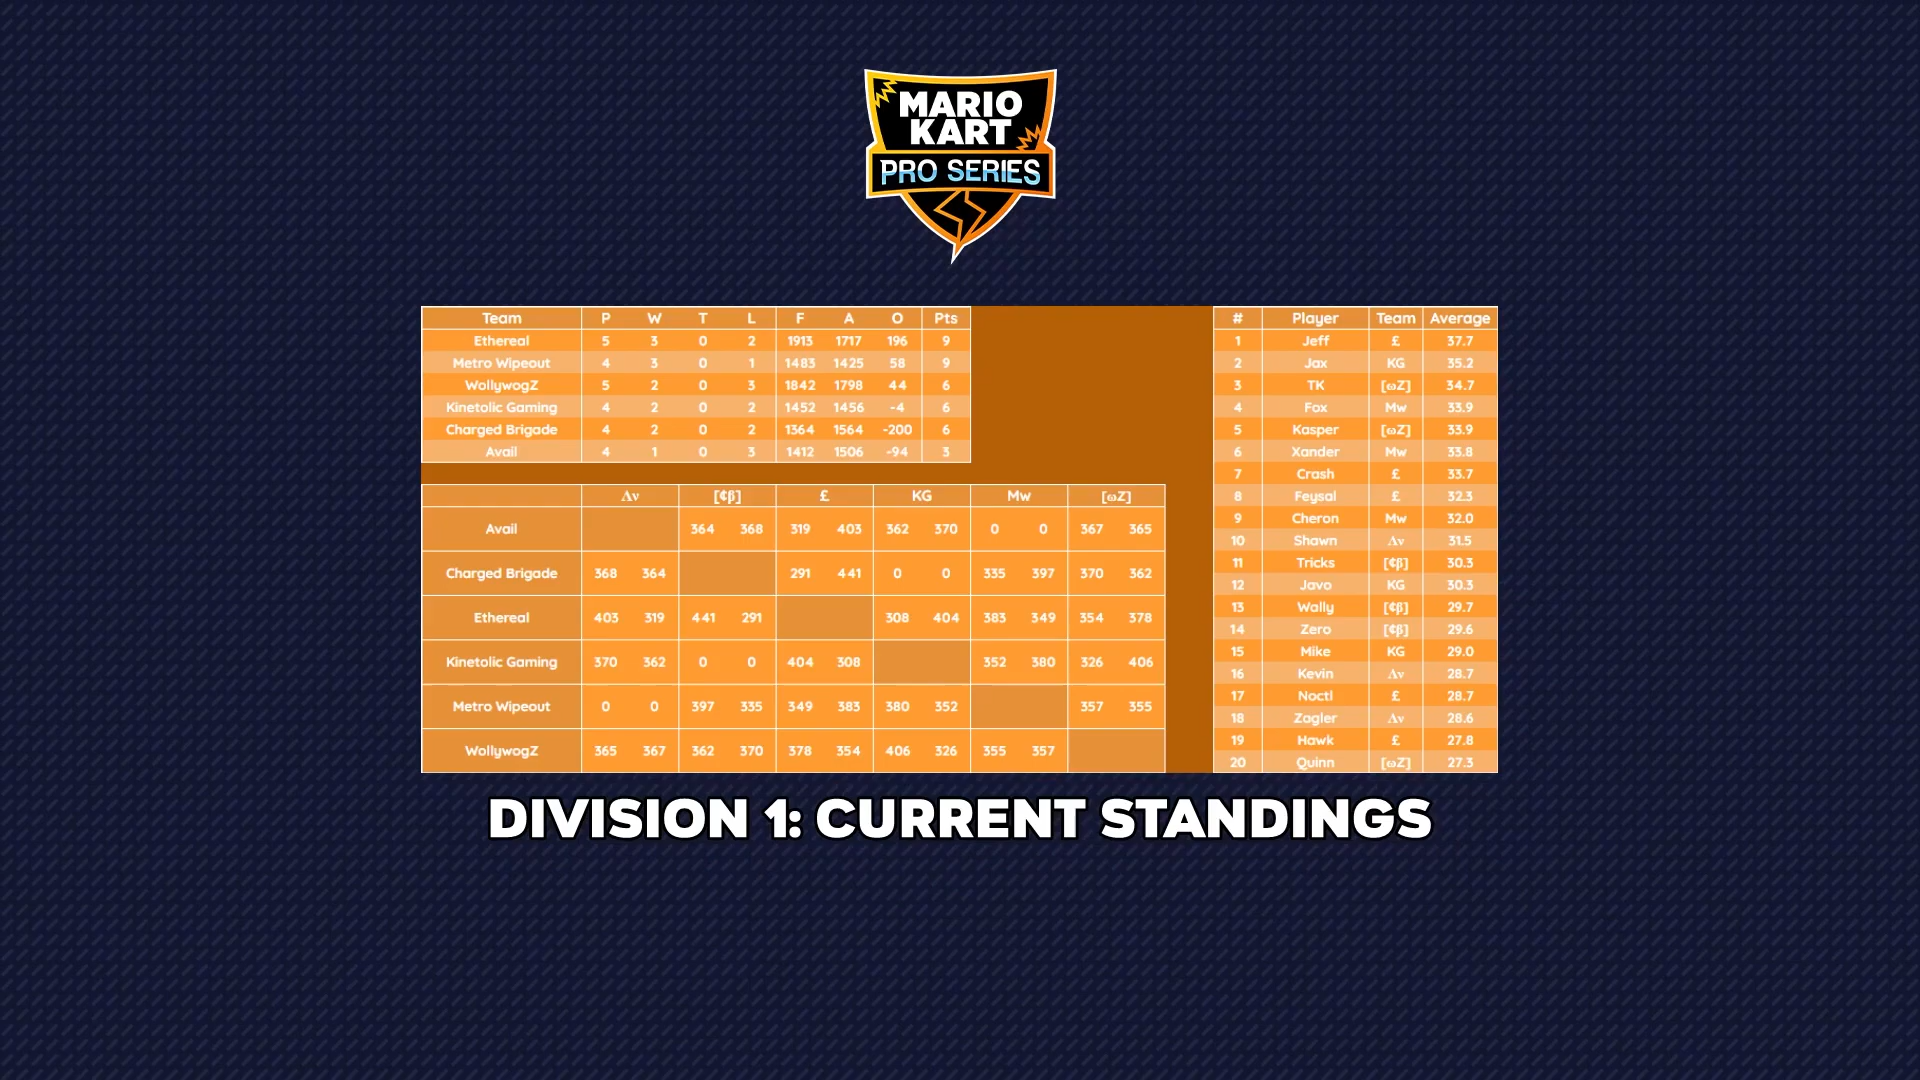 MARIO
KART
PRO SERIES
Team P W T L F A O Pts
Ethereal 5 3 0 2 1913 1717 196 9
Metro Wipeout 4 3 0 1 1483 1425 58 9
WollywogZ 5 2 0 3 1842 1798 44 6
Kinetolic Gaming 4 2 0 2 1452 1456 -4 6
Charged Brigade 4 2 0 2 1364 1564 -200 6
Avail 4 1 0 3 1412 1506 -94 3
Λν [¢β] £ KG Mw [ωZ]
Avail 364 368 319 403 362 370 0 0 367 365
Charged Brigade 368 364 291 441 0 0 335 397 370 362
Ethereal 403 319 441 291 308 404 383 349 354 378
Kinetolic Gaming 370 362 0 0 404 308 352 380 326 406
Metro Wipeout 0 0 397 335 349 383 380 352 357 355
WollywogZ 365 367 362 370 378 354 406 326 355 357
# Player Team Average
1 Jeff £ 37.7
2 Jax KG 35.2
3 TK [ωZ] 34.7
4 Fox Mw 33.9
5 Kasper [ωZ] 33.9
6 Xander Mw 33.8
7 Crash £ 33.7
8 Feysal £ 32.3
9 Cheron Mw 32.0
10 Shawn Λν 31.5
11 Tricks [¢β] 30.3
12 Javo KG 30.3
13 Wally [¢β] 29.7
14 Zero [¢β] 29.6
15 Mike KG 29.0
16 Kevin Λν 28.7
17 Noctl £ 28.7
18 Zagler Λν 28.6
19 Hawk £ 27.8
20 Quinn [ωZ] 27.3
DIVISION 1: CURRENT STANDINGS